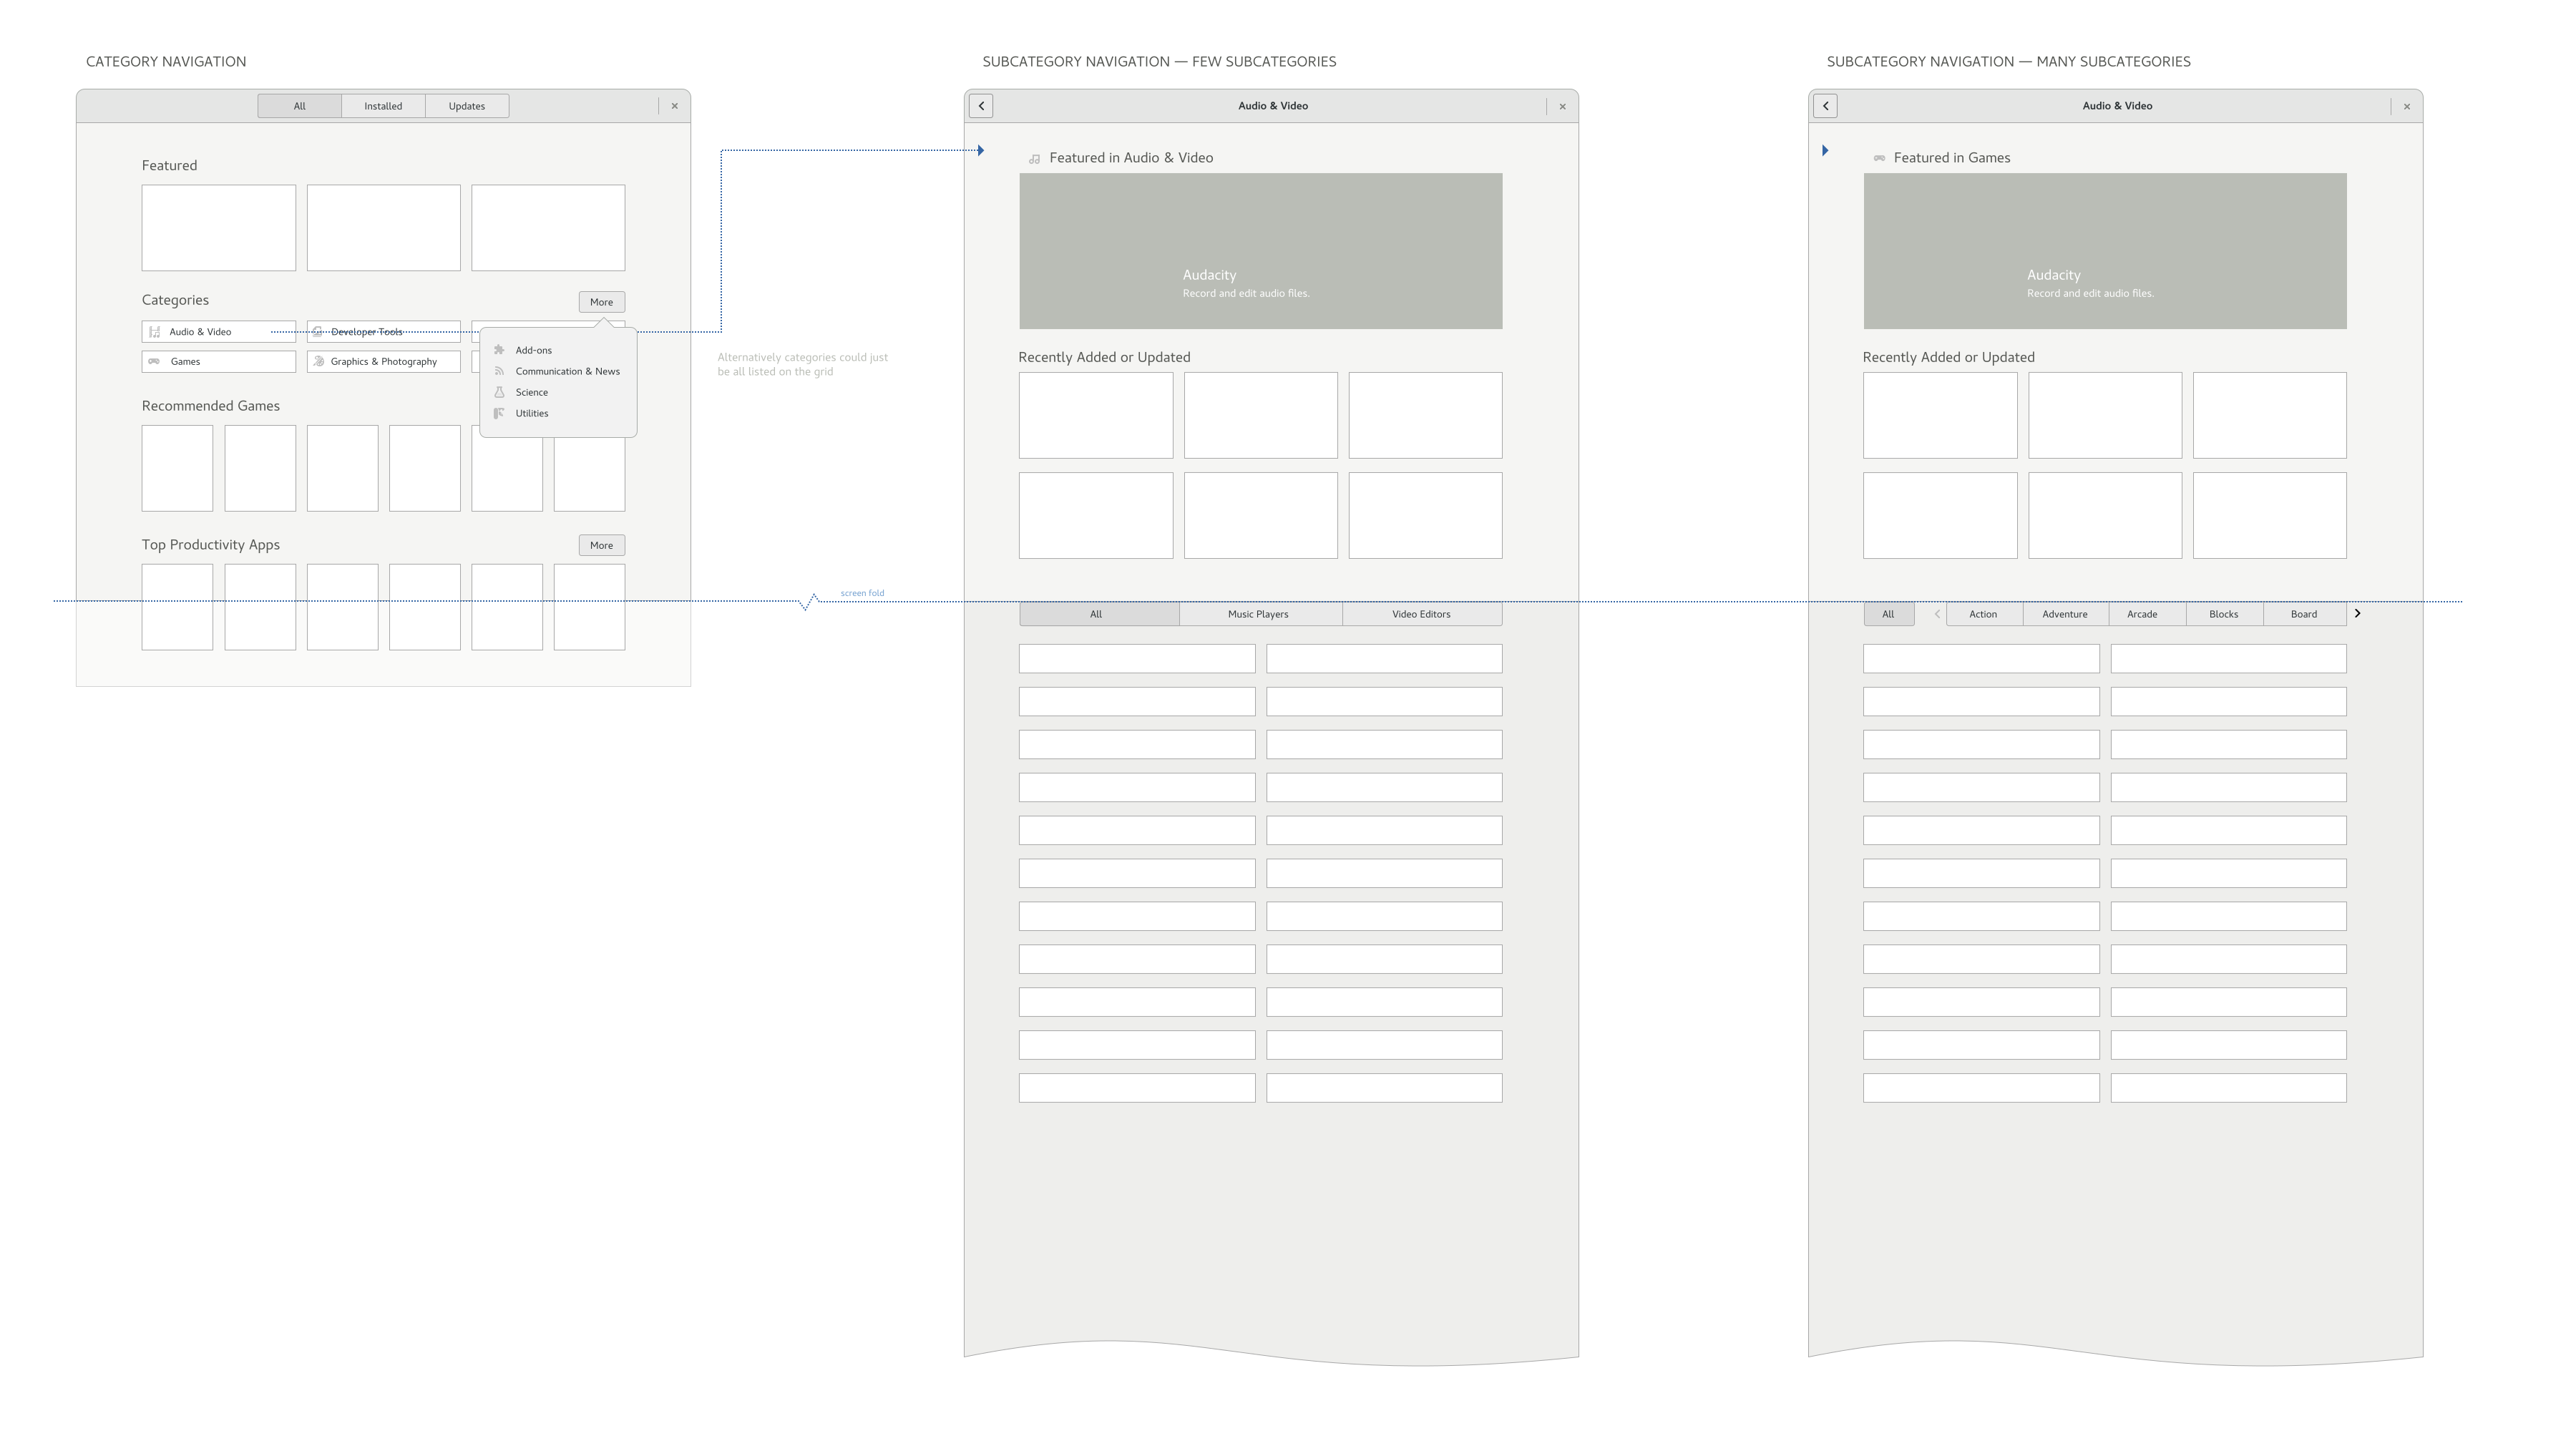 CATEGORY NAVIGATION
All
Installed
Updates
Featured
Categories
More
Audio & Video
Developer Tools
Games
Graphics & Photography
Add-ons
Communication & News
Science
Utilities
Alternatively categories could just
be all listed on the grid
Recommended Games
Top Productivity Apps
More
screen fold
SUBCATEGORY NAVIGATION — FEW SUBCATEGORIES
Audio & Video
Featured in Audio & Video
Audacity
Record and edit audio files.
Recently Added or Updated
All
Music Players
Video Editors
SUBCATEGORY NAVIGATION — MANY SUBCATEGORIES
Audio & Video
Featured in Games
Audacity
Record and edit audio files.
Recently Added or Updated
All
Action
Adventure
Arcade
Blocks
Board